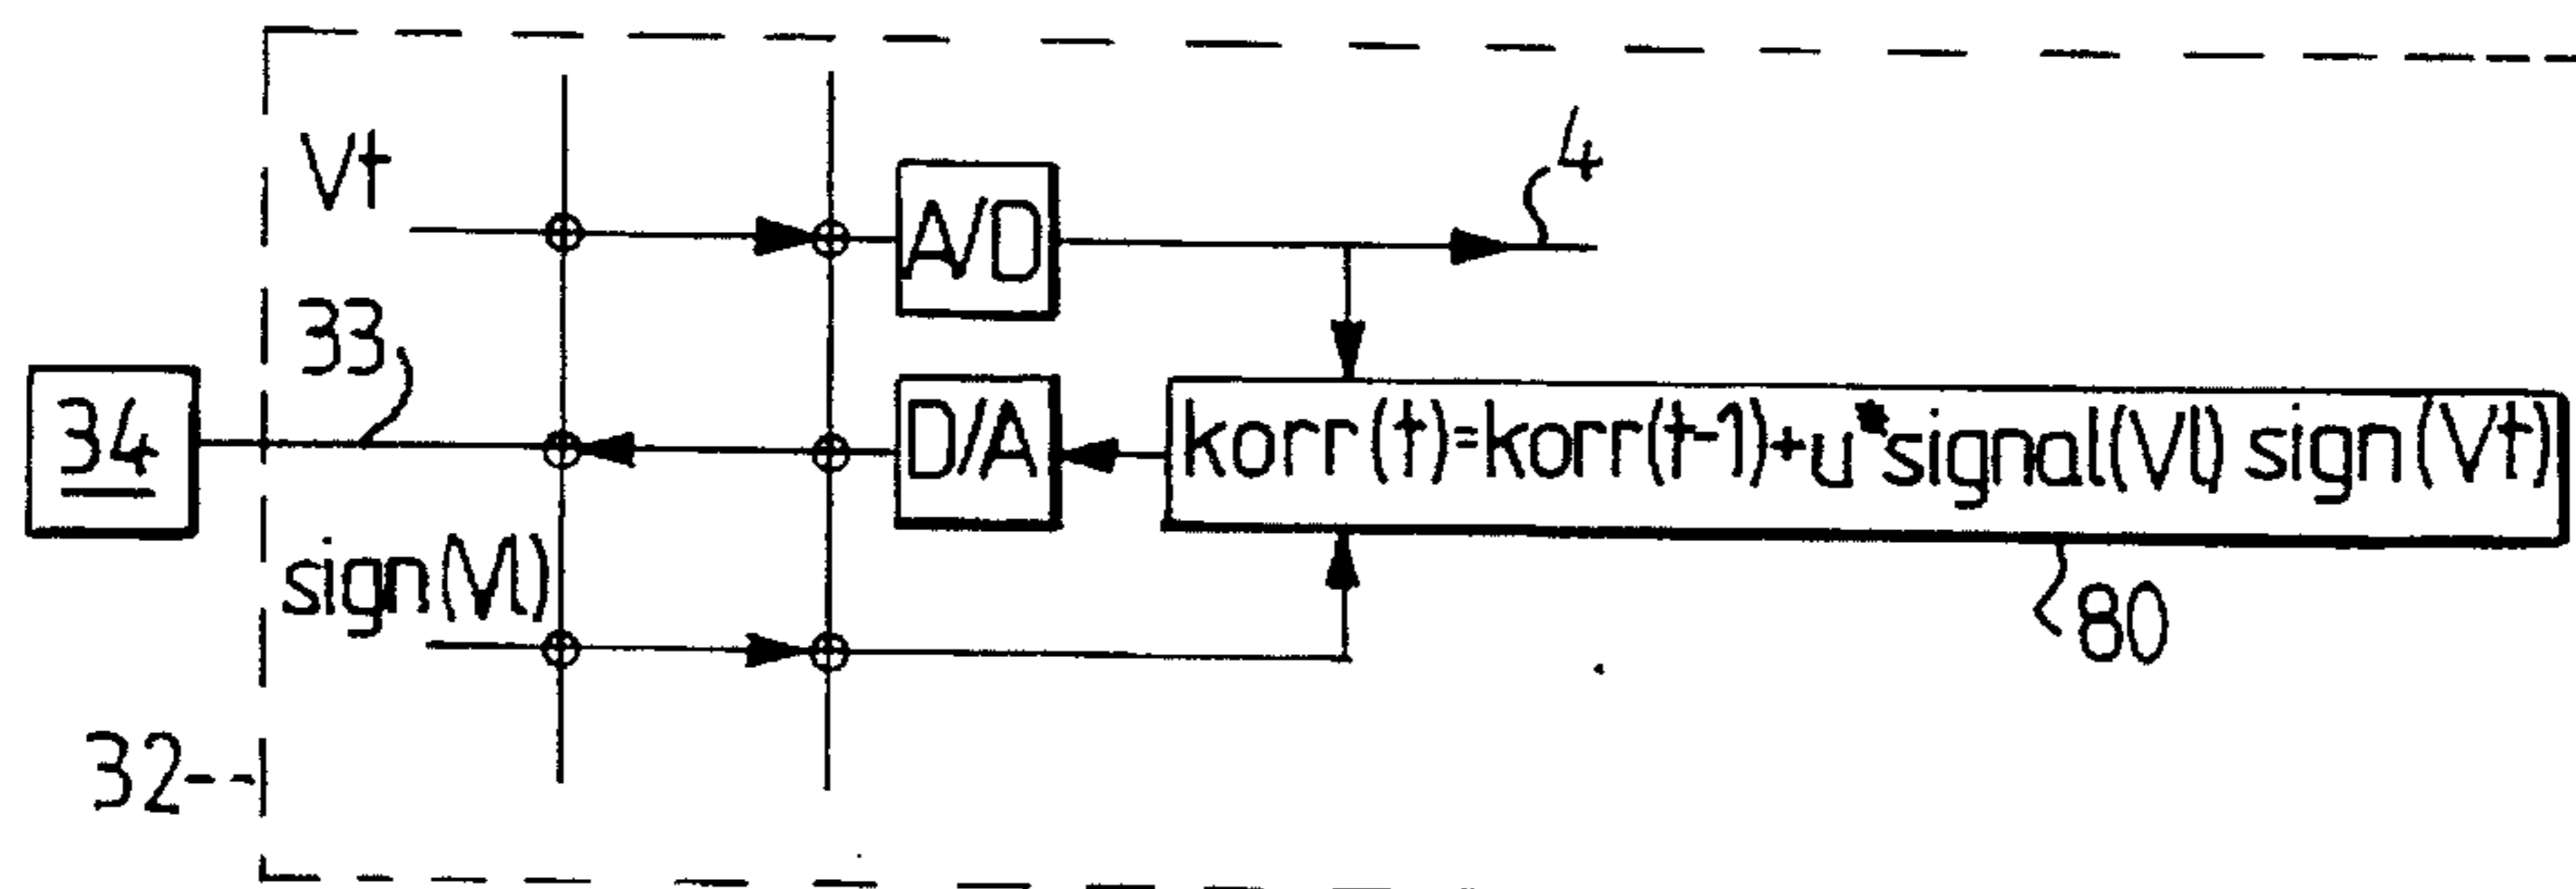 Vt
4
A/D
33
34
D/A
korr(t)=korr(t-1)+u*signal(Vl) sign(Vt)
sign(Vl)
80
32